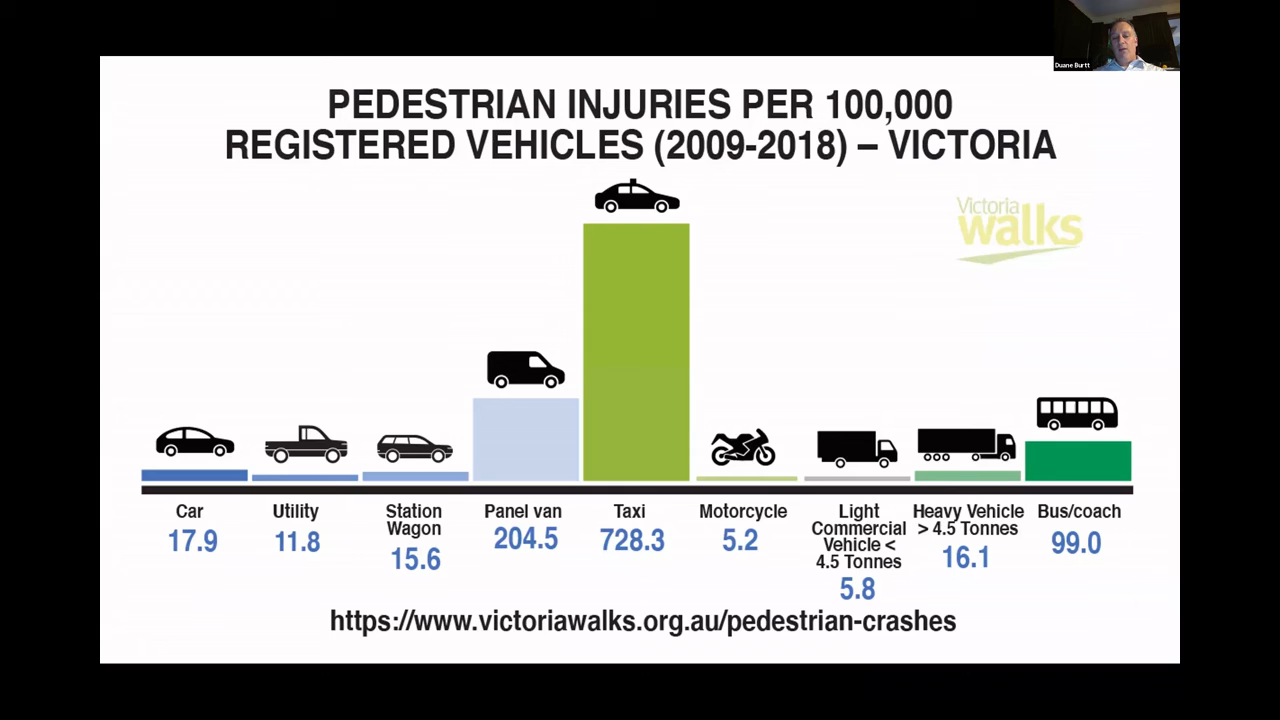 Duane Burtt
PEDESTRIAN INJURIES PER 100,000
REGISTERED VEHICLES (2009-2018) – VICTORIA
Victoria
walks
Car
17.9
Utility
11.8
Station
Wagon
15.6
Panel van
204.5
Taxi
728.3
Motorcycle
5.2
Light
Commercial
Vehicle <
4.5 Tonnes
5.8
Heavy Vehicle
> 4.5 Tonnes
16.1
Bus/coach
99.0
https://www.victoriawalks.org.au/pedestrian-crashes